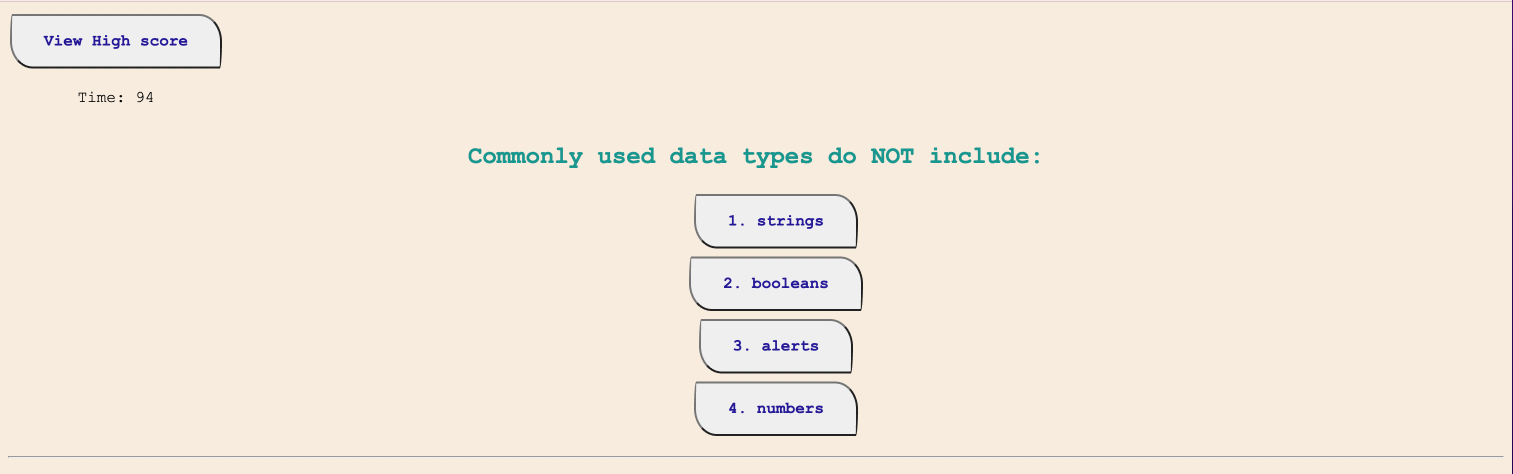 View High score
Time: 94
Commonly used data types do NOT include:
1. strings
2. booleans
3. alerts
4. numbers